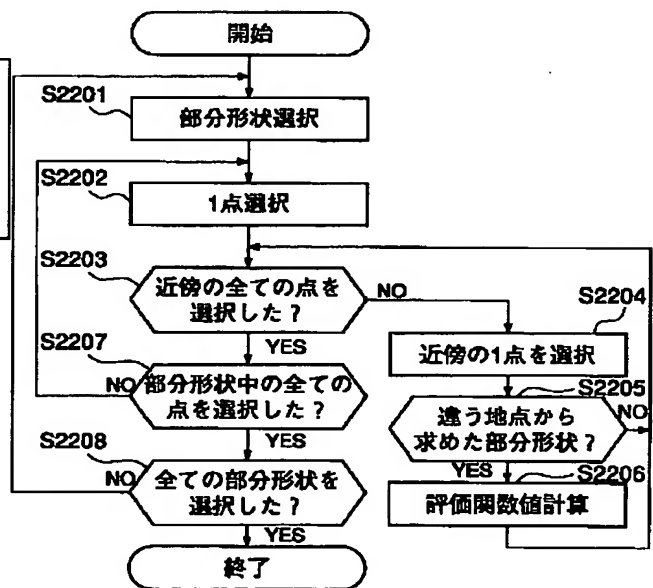 開始
S2201
部分形状選択
S2202
1点選択
S2203
近傍の全ての点を
選択した?
NO
YES
S2204
近傍の1点を選択
S2205
違う地点から
求めた部分形状?
NO
YES
S2206
評価関数値計算
S2207
部分形状中の全ての
点を選択した?
NO
YES
S2208
全ての部分形状を
選択した?
NO
YES
終了